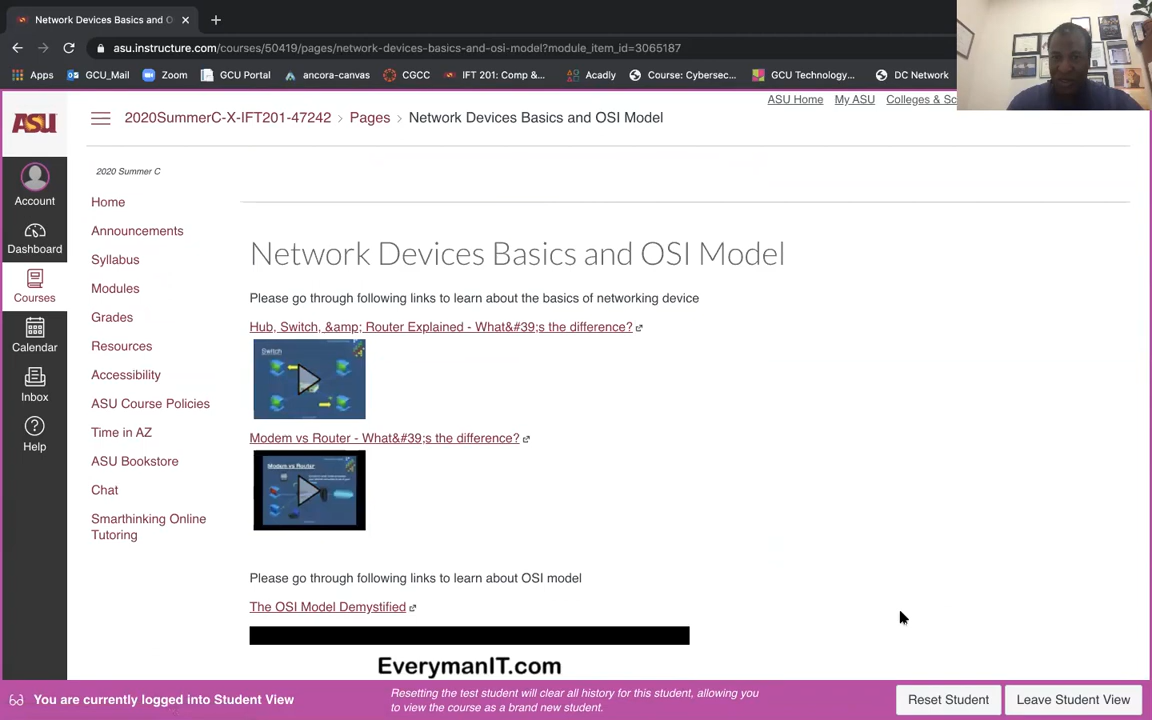 Network Devices Basics and O
asu.instructure.com/courses/50419/pages/network-devices-basics-and-osi-model?module_item_id=3065187
Apps GCU_Mail Zoom GCU Portal ancora-canvas CGCC IFT 201: Comp &... Acadly Course: Cybersec... GCU Technology... DC Network
ASU Home My ASU Colleges & Sc
ASU
2020SummerC-X-IFT201-47242 > Pages > Network Devices Basics and OSI Model
Account
Dashboard
Courses
Calendar
Inbox
Help
2020 Summer C
Home
Announcements
Syllabus
Modules
Grades
Resources
Accessibility
ASU Course Policies
Time in AZ
ASU Bookstore
Chat
Smarthinking Online
Tutoring
Network Devices Basics and OSI Model
Please go through following links to learn about the basics of networking device
Hub, Switch, &amp; Router Explained - What&#39;s the difference?
Switch
Modem vs Router - What&#39;s the difference?
Modem vs Router
Please go through following links to learn about OSI model
The OSI Model Demystified
EverymanIT.com
You are currently logged into Student View
Resetting the test student will clear all history for this student, allowing you
to view the course as a brand new student.
Reset Student
Leave Student View